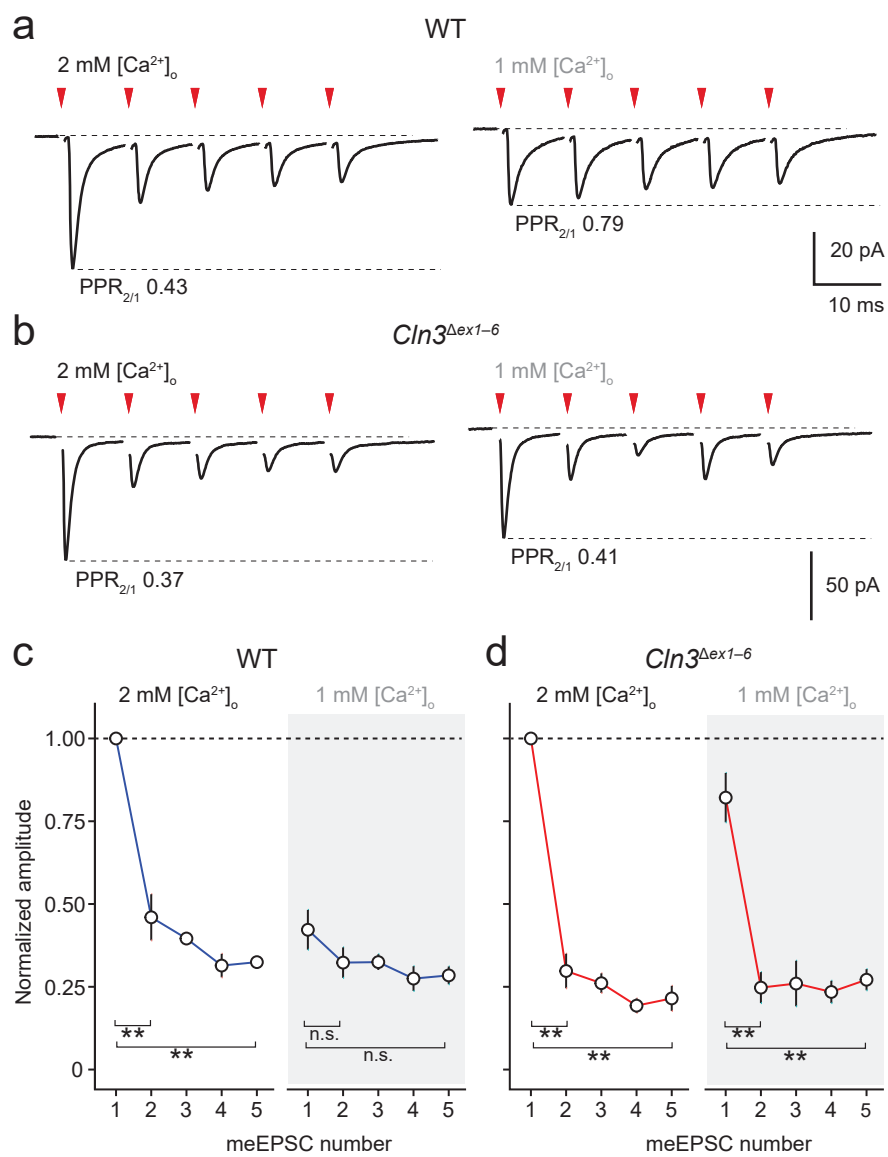 a
WT
2 mM [Ca²⁺]ₒ
1 mM [Ca²⁺]ₒ
PPR₂/₁ 0.43
PPR₂/₁ 0.79
20 pA
10 ms
b
Cln3^Δex1–6
2 mM [Ca²⁺]ₒ
1 mM [Ca²⁺]ₒ
PPR₂/₁ 0.37
PPR₂/₁ 0.41
50 pA
c
WT
2 mM [Ca²⁺]ₒ
1 mM [Ca²⁺]ₒ
Normalized amplitude
1.00
0.75
0.50
0.25
0
**
**
n.s.
n.s.
1 2 3 4 5
1 2 3 4 5
meEPSC number
d
Cln3^Δex1–6
2 mM [Ca²⁺]ₒ
1 mM [Ca²⁺]ₒ
**
**
**
**
1 2 3 4 5
1 2 3 4 5
meEPSC number